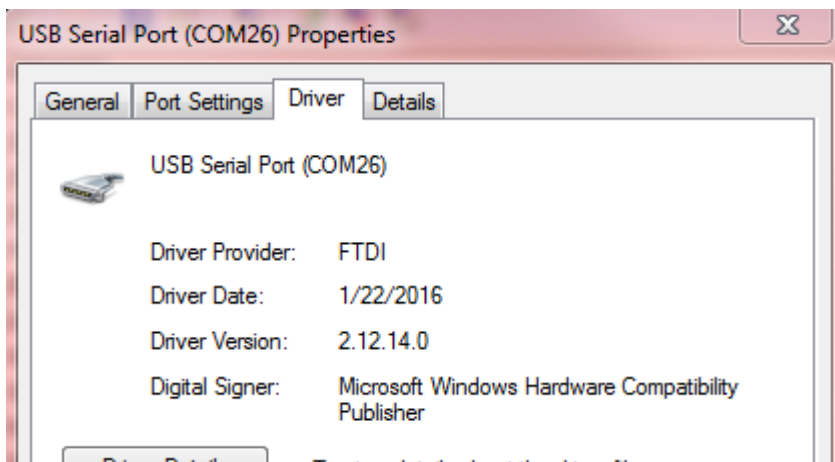 USB Serial Port (COM26) Properties
General Port Settings Driver Details
USB Serial Port (COM26)
Driver Provider: FTDI
Driver Date: 1/22/2016
Driver Version: 2.12.14.0
Digital Signer: Microsoft Windows Hardware Compatibility
Publisher